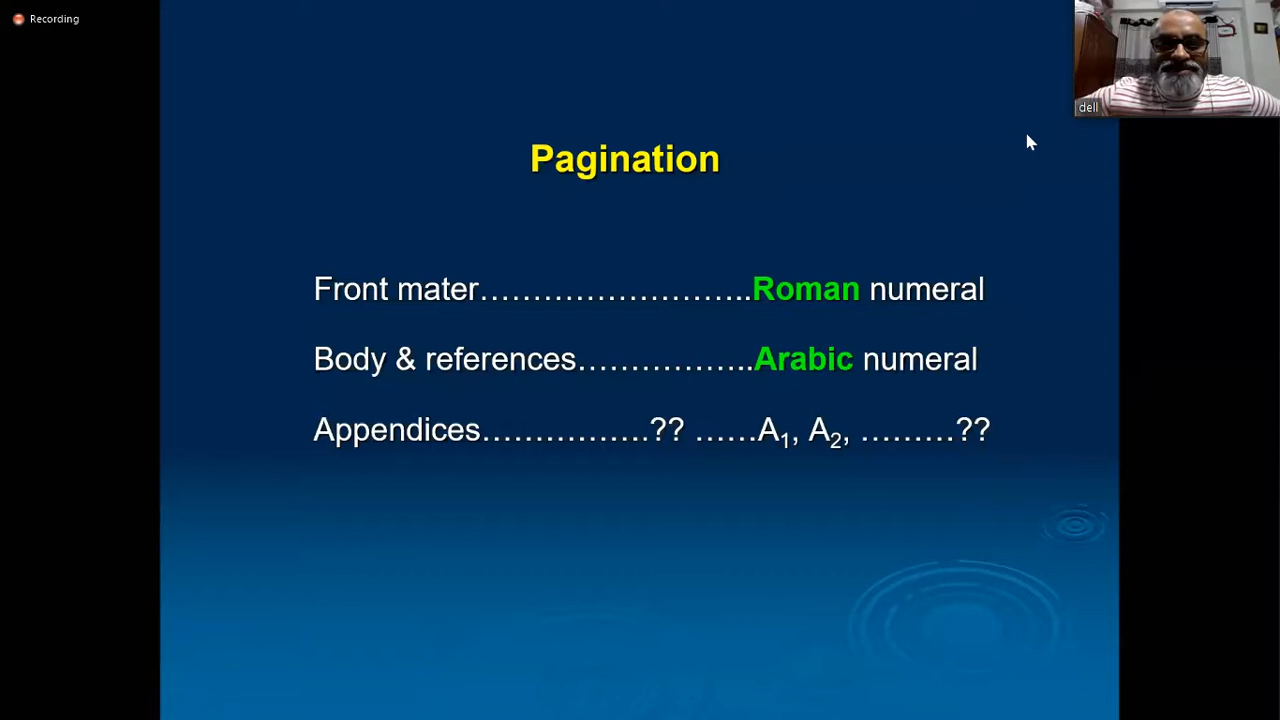 Recording
dell
Pagination
Front mater……………………..Roman numeral
Body & references……………..Arabic numeral
Appendices…………….?? ……A₁, A₂, ………??